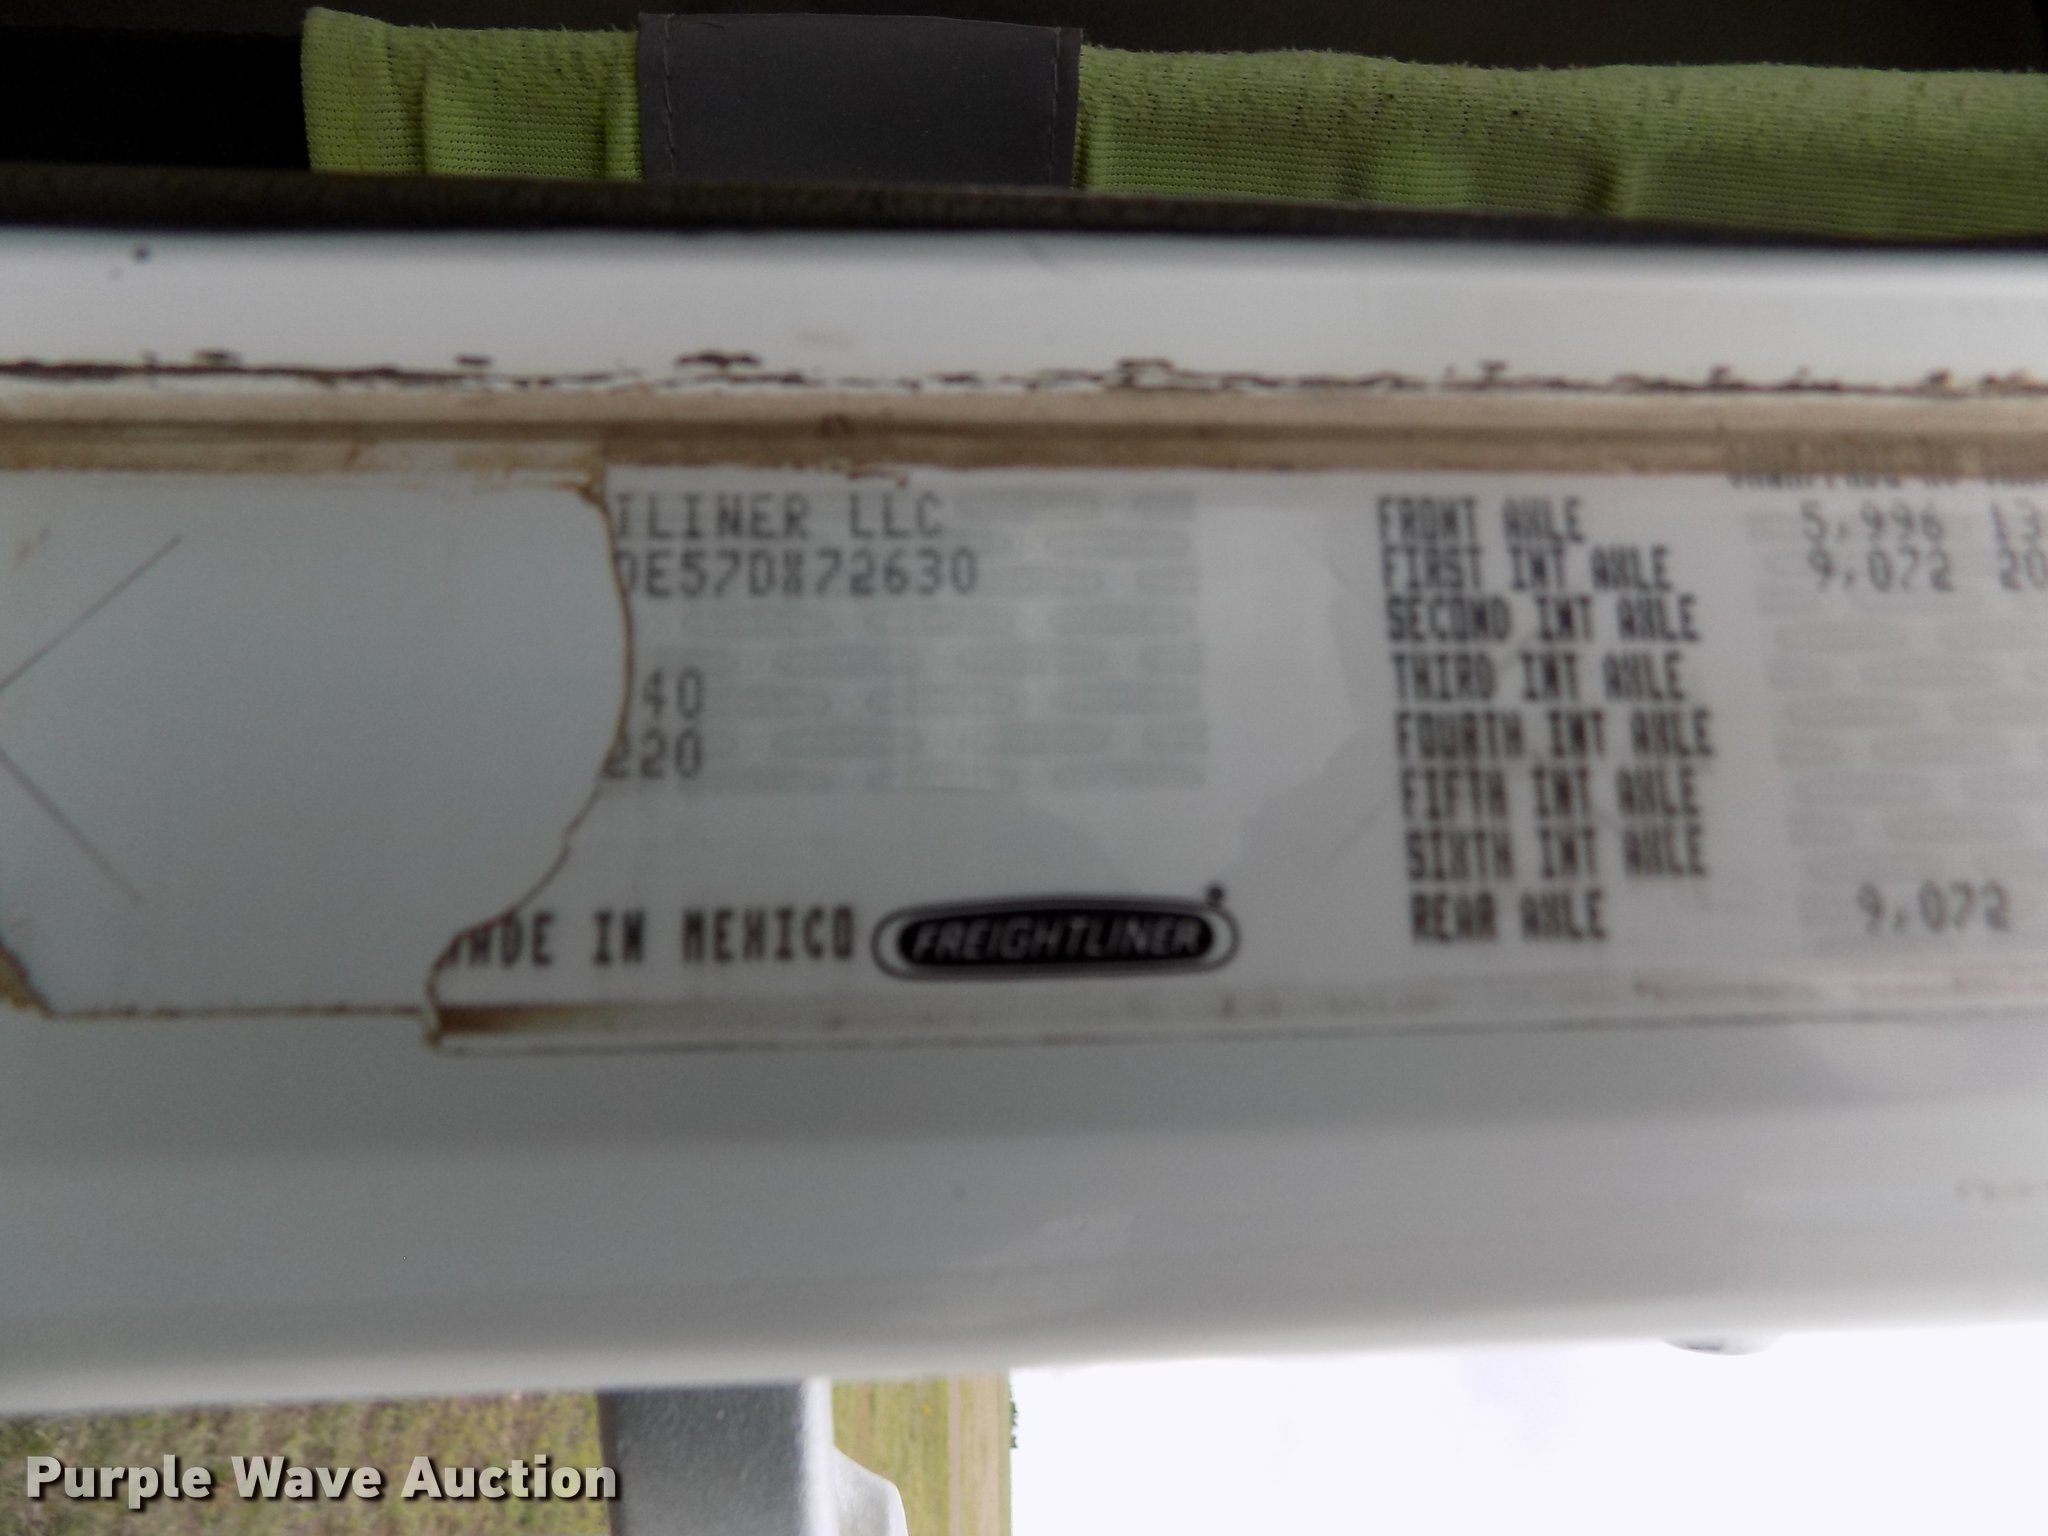 TLINER LLC
DE57DX72630
40
220
MADE IN MEXICO
FREIGHTLINER
FRONT AXLE 5,996 13
FIRST INT AXLE 9,072 20
SECOND INT AXLE
THIRD INT AXLE
FOURTH INT AXLE
FIFTH INT AXLE
SIXTH INT AXLE
REAR AXLE 9,072
Purple Wave Auction